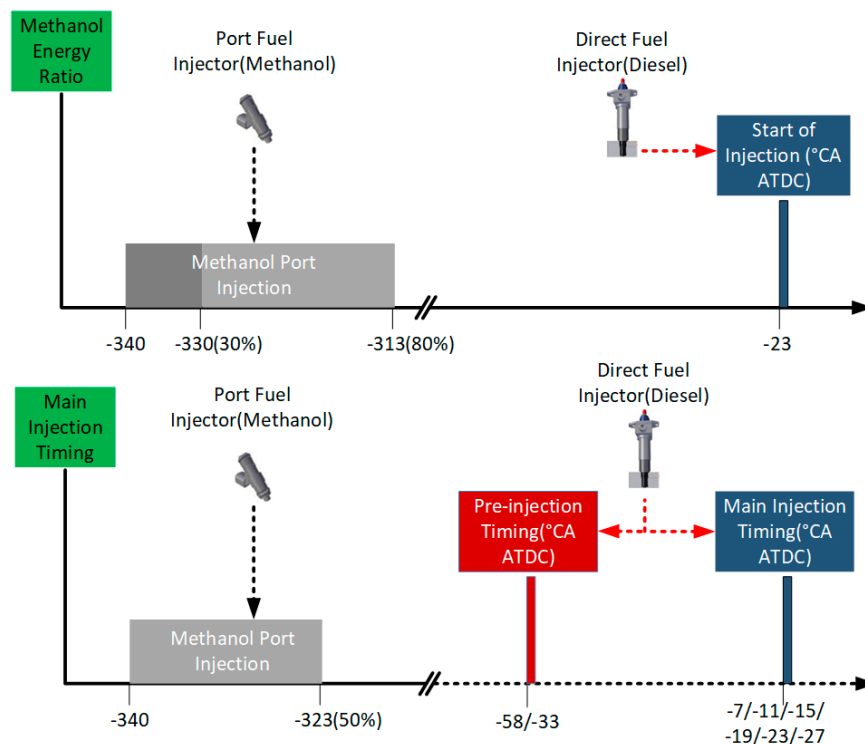 Methanol
Energy
Ratio
Port Fuel
Injector(Methanol)
Direct Fuel
Injector(Diesel)
Start of
Injection (°CA
ATDC)
Methanol Port
Injection
-340
-330(30%)
-313(80%)
-23
Main
Injection
Timing
Port Fuel
Injector(Methanol)
Direct Fuel
Injector(Diesel)
Pre-injection
Timing(°CA
ATDC)
Main Injection
Timing(°CA
ATDC)
Methanol Port
Injection
-340
-323(50%)
-58/-33
-7/-11/-15/
-19/-23/-27